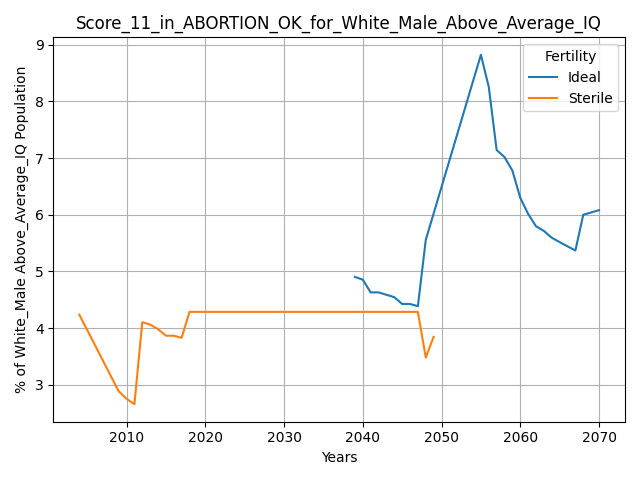 Score_11_in_ABORTION_OK_for_White_Male_Above_Average_IQ
% of White_Male Above_Average_IQ Population
9
8
7
6
5
4
3
Fertility
Ideal
Sterile
2010 2020 2030 2040 2050 2060 2070
Years